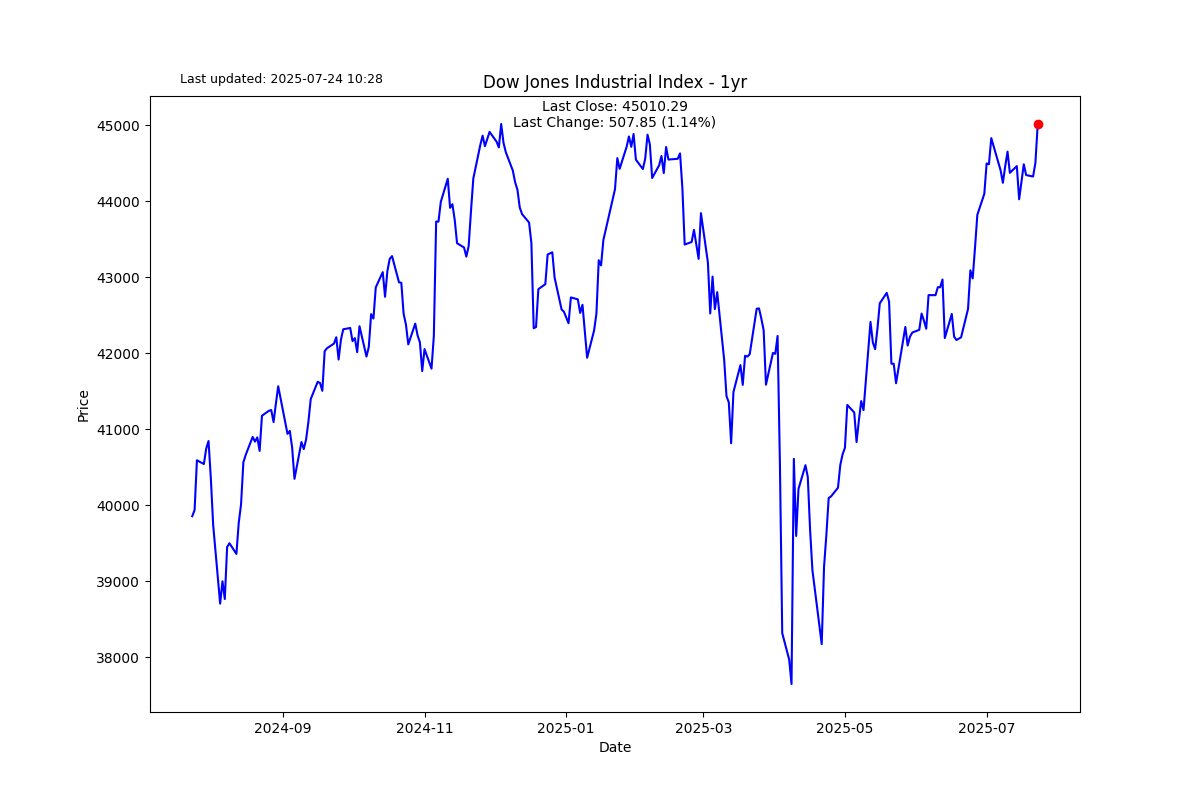 Last updated: 2025-07-24 10:28
Dow Jones Industrial Index - 1yr
Last Close: 45010.29
Last Change: 507.85 (1.14%)
45000
44000
43000
42000
41000
40000
39000
38000
Price
2024-09
2024-11
2025-01
2025-03
2025-05
2025-07
Date